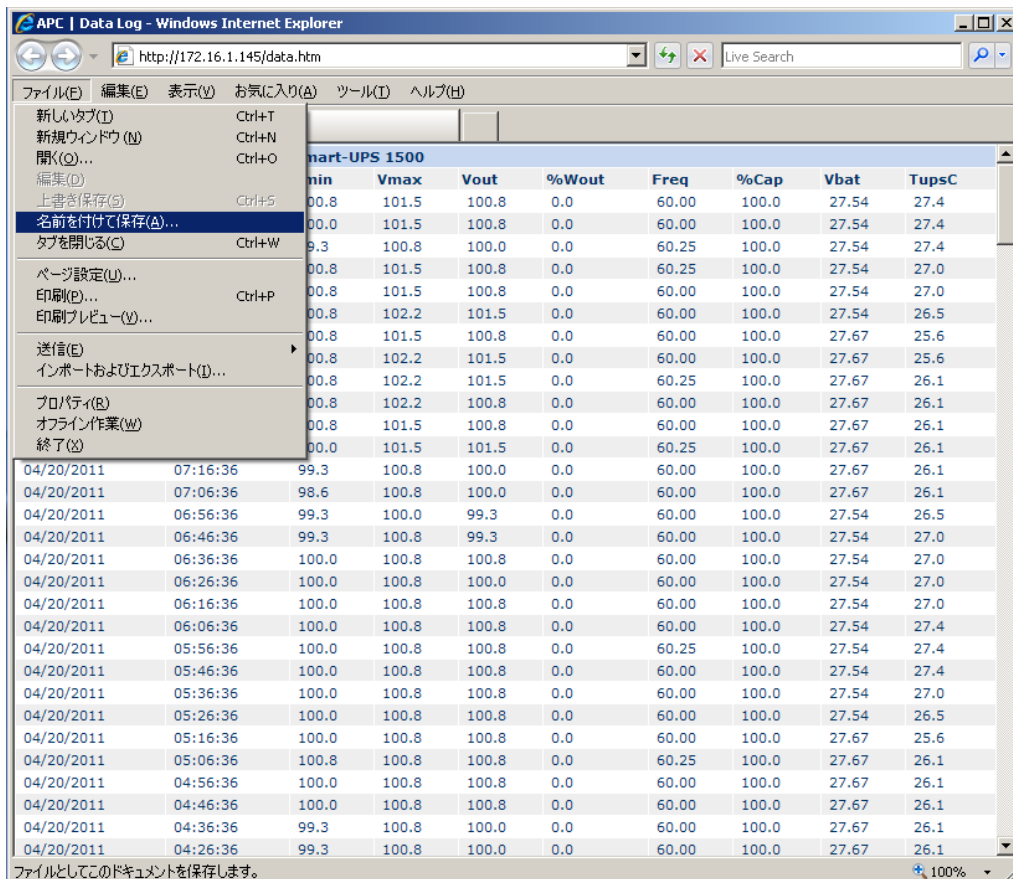 APC | Data Log - Windows Internet Explorer
http://172.16.1.145/data.htm Live Search
ファイル(F) 編集(E) 表示(V) お気に入り(A) ツール(T) ヘルプ(H)
新しいタブ(T) Ctrl+T
新規ウィンドウ(N) Ctrl+N
開く(O)... Ctrl+O
編集(D)
上書き保存(S) Ctrl+S
名前を付けて保存(A)...
タブを閉じる(C) Ctrl+W
ページ設定(U)...
印刷(P)... Ctrl+P
印刷プレビュー(V)...
送信(E)
インポートおよびエクスポート(I)...
プロパティ(R)
オフライン作業(W)
終了(X)
mart-UPS 1500
min Vmax Vout %Wout Freq %Cap Vbat TupsC
00.8 101.5 100.8 0.0 60.00 100.0 27.54 27.4
00.0 101.5 100.8 0.0 60.00 100.0 27.54 27.4
9.3 100.8 100.0 0.0 60.25 100.0 27.54 27.4
00.8 101.5 100.8 0.0 60.25 100.0 27.54 27.0
00.8 101.5 100.8 0.0 60.00 100.0 27.54 27.0
00.8 102.2 101.5 0.0 60.00 100.0 27.54 26.5
00.8 101.5 100.8 0.0 60.00 100.0 27.67 25.6
00.8 102.2 101.5 0.0 60.00 100.0 27.67 25.6
00.8 102.2 101.5 0.0 60.25 100.0 27.67 26.1
00.8 102.2 100.8 0.0 60.00 100.0 27.67 26.1
00.8 101.5 100.8 0.0 60.00 100.0 27.67 26.1
00.0 101.5 101.5 0.0 60.25 100.0 27.67 26.1
04/20/2011 07:16:36 99.3 100.8 100.0 0.0 60.00 100.0 27.67 26.1
04/20/2011 07:06:36 98.6 100.8 100.0 0.0 60.00 100.0 27.67 26.1
04/20/2011 06:56:36 99.3 100.0 99.3 0.0 60.00 100.0 27.54 26.5
04/20/2011 06:46:36 99.3 100.8 99.3 0.0 60.00 100.0 27.54 27.0
04/20/2011 06:36:36 100.0 100.8 100.8 0.0 60.00 100.0 27.54 27.0
04/20/2011 06:26:36 100.0 100.8 100.8 0.0 60.00 100.0 27.54 27.0
04/20/2011 06:16:36 100.0 100.8 100.8 0.0 60.00 100.0 27.54 27.0
04/20/2011 06:06:36 100.0 100.8 100.8 0.0 60.00 100.0 27.54 27.4
04/20/2011 05:56:36 100.0 100.8 100.8 0.0 60.25 100.0 27.54 27.4
04/20/2011 05:46:36 100.0 100.8 100.8 0.0 60.00 100.0 27.54 27.4
04/20/2011 05:36:36 100.0 100.8 100.8 0.0 60.00 100.0 27.54 27.0
04/20/2011 05:26:36 100.0 100.8 100.8 0.0 60.00 100.0 27.54 26.5
04/20/2011 05:16:36 100.0 100.8 100.8 0.0 60.00 100.0 27.67 25.6
04/20/2011 05:06:36 100.8 100.8 100.8 0.0 60.25 100.0 27.67 26.1
04/20/2011 04:56:36 100.0 100.8 100.8 0.0 60.00 100.0 27.67 26.1
04/20/2011 04:46:36 100.0 100.8 100.8 0.0 60.00 100.0 27.67 26.1
04/20/2011 04:36:36 99.3 100.8 100.0 0.0 60.00 100.0 27.67 26.1
04/20/2011 04:26:36 99.3 100.8 100.0 0.0 60.00 100.0 27.67 26.1
ファイルとしてこのドキュメントを保存します。 100%